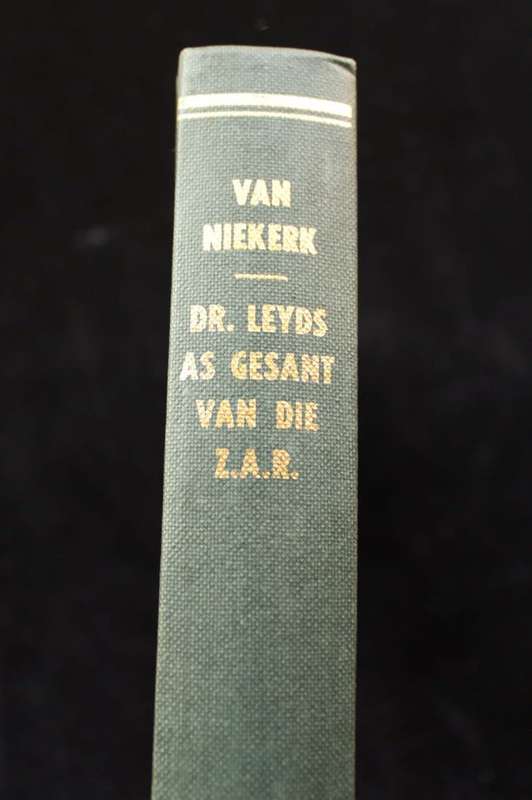 VAN
NIEKERK
DR. LEYDS
AS GESANT
VAN DIE
Z.A.R.